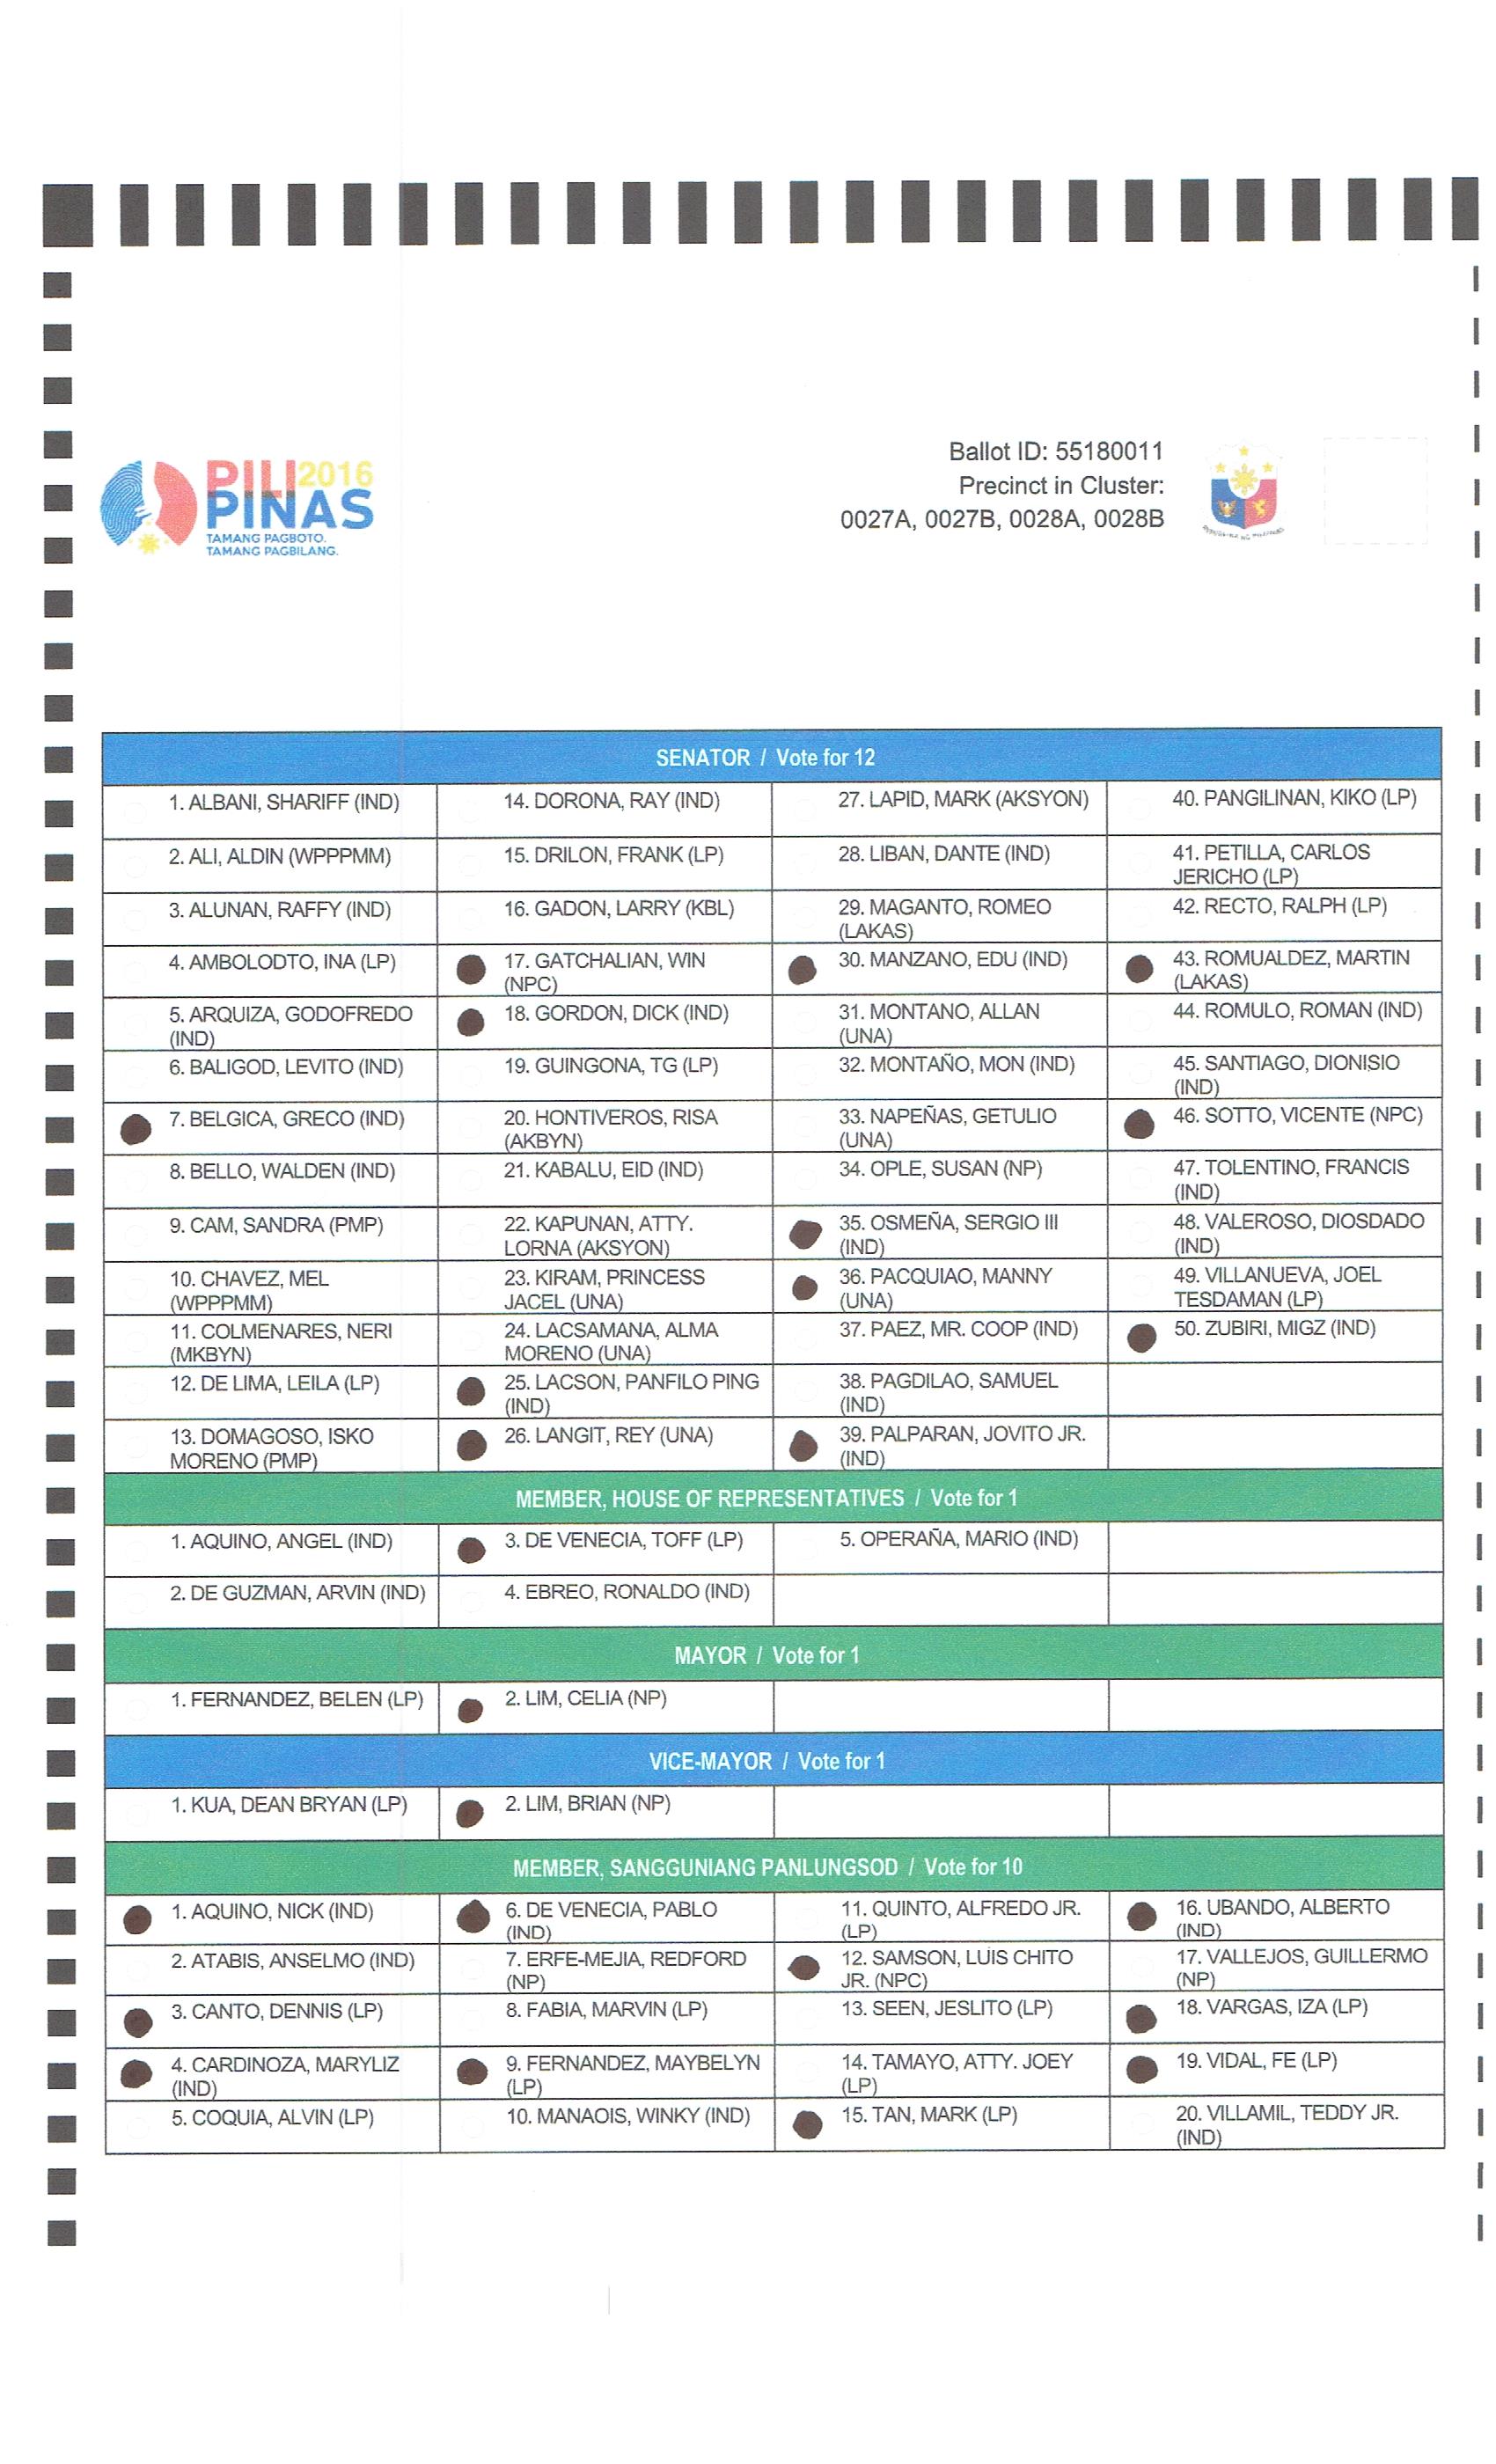 PILI2016
PINAS
TAMANG PAGBOTO.
TAMANG PAGBILANG.
Ballot ID: 55180011
Precinct in Cluster:
0027A, 0027B, 0028A, 0028B
SENATOR / Vote for 12
1. ALBANI, SHARIFF (IND)
14. DORONA, RAY (IND)
27. LAPID, MARK (AKSYON)
40. PANGILINAN, KIKO (LP)
2. ALI, ALDIN (WPPPMM)
15. DRILON, FRANK (LP)
28. LIBAN, DANTE (IND)
41. PETILLA, CARLOS
JERICHO (LP)
3. ALUNAN, RAFFY (IND)
16. GADON, LARRY (KBL)
29. MAGANTO, ROMEO
(LAKAS)
42. RECTO, RALPH (LP)
4. AMBOLODTO, INA (LP)
17. GATCHALIAN, WIN
(NPC)
30. MANZANO, EDU (IND)
43. ROMUALDEZ, MARTIN
(LAKAS)
5. ARQUIZA, GODOFREDO
(IND)
18. GORDON, DICK (IND)
31. MONTANO, ALLAN
(UNA)
44. ROMULO, ROMAN (IND)
6. BALIGOD, LEVITO (IND)
19. GUINGONA, TG (LP)
32. MONTAÑO, MON (IND)
45. SANTIAGO, DIONISIO
(IND)
7. BELGICA, GRECO (IND)
20. HONTIVEROS, RISA
(AKBYN)
33. NAPEÑAS, GETULIO
(UNA)
46. SOTTO, VICENTE (NPC)
8. BELLO, WALDEN (IND)
21. KABALU, EID (IND)
34. OPLE, SUSAN (NP)
47. TOLENTINO, FRANCIS
(IND)
9. CAM, SANDRA (PMP)
22. KAPUNAN, ATTY.
LORNA (AKSYON)
35. OSMEÑA, SERGIO III
(IND)
48. VALEROSO, DIOSDADO
(IND)
10. CHAVEZ, MEL
(WPPPMM)
23. KIRAM, PRINCESS
JACEL (UNA)
36. PACQUIAO, MANNY
(UNA)
49. VILLANUEVA, JOEL
TESDAMAN (LP)
11. COLMENARES, NERI
(MKBYN)
24. LACSAMANA, ALMA
MORENO (UNA)
37. PAEZ, MR. COOP (IND)
50. ZUBIRI, MIGZ (IND)
12. DE LIMA, LEILA (LP)
25. LACSON, PANFILO PING
(IND)
38. PAGDILAO, SAMUEL
(IND)
13. DOMAGOSO, ISKO
MORENO (PMP)
26. LANGIT, REY (UNA)
39. PALPARAN, JOVITO JR.
(IND)
MEMBER, HOUSE OF REPRESENTATIVES / Vote for 1
1. AQUINO, ANGEL (IND)
3. DE VENECIA, TOFF (LP)
5. OPERAÑA, MARIO (IND)
2. DE GUZMAN, ARVIN (IND)
4. EBREO, RONALDO (IND)
MAYOR / Vote for 1
1. FERNANDEZ, BELEN (LP)
2. LIM, CELIA (NP)
VICE-MAYOR / Vote for 1
1. KUA, DEAN BRYAN (LP)
2. LIM, BRIAN (NP)
MEMBER, SANGGUNIANG PANLUNGSOD / Vote for 10
1. AQUINO, NICK (IND)
6. DE VENECIA, PABLO
(IND)
11. QUINTO, ALFREDO JR.
(LP)
16. UBANDO, ALBERTO
(IND)
2. ATABIS, ANSELMO (IND)
7. ERFE-MEJIA, REDFORD
(NP)
12. SAMSON, LUIS CHITO
JR. (NPC)
17. VALLEJOS, GUILLERMO
(NP)
3. CANTO, DENNIS (LP)
8. FABIA, MARVIN (LP)
13. SEEN, JESLITO (LP)
18. VARGAS, IZA (LP)
4. CARDINOZA, MARYLIZ
(IND)
9. FERNANDEZ, MAYBELYN
(LP)
14. TAMAYO, ATTY. JOEY
(LP)
19. VIDAL, FE (LP)
5. COQUIA, ALVIN (LP)
10. MANAOIS, WINKY (IND)
15. TAN, MARK (LP)
20. VILLAMIL, TEDDY JR.
(IND)